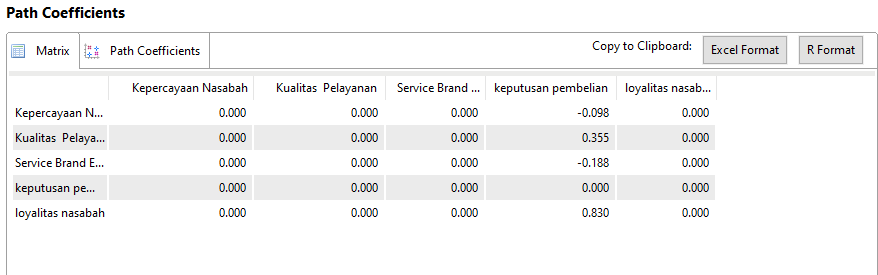 Path Coefficients
Matrix Path Coefficients Copy to Clipboard: Excel Format R Format
Kepercayaan Nasabah Kualitas Pelayanan Service Brand ... keputusan pembelian loyalitas nasab...
Kepercayaan N... 0.000 0.000 0.000 -0.098 0.000
Kualitas Pelaya... 0.000 0.000 0.000 0.355 0.000
Service Brand E... 0.000 0.000 0.000 -0.188 0.000
keputusan pe... 0.000 0.000 0.000 0.000 0.000
loyalitas nasabah 0.000 0.000 0.000 0.830 0.000